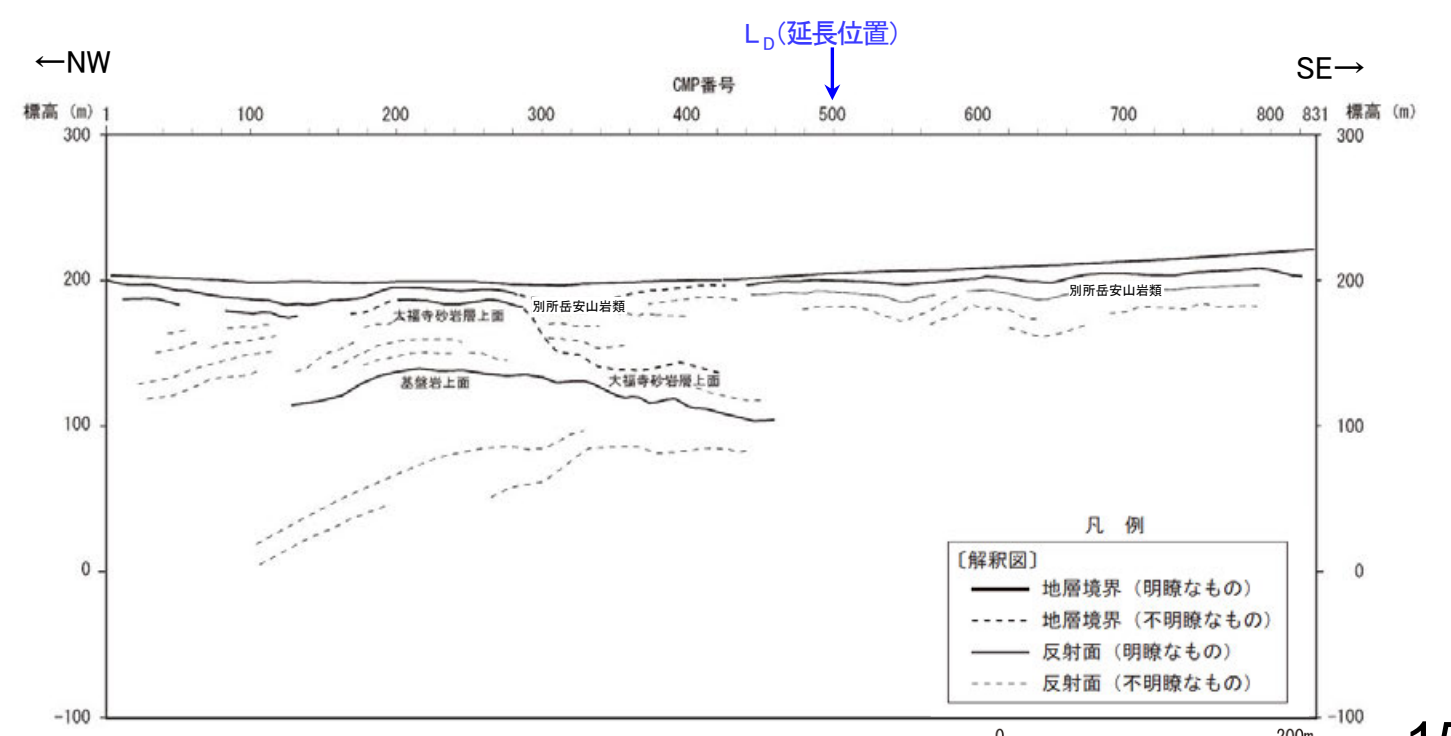 L_D(延長位置)
←NW
SE→
CMP番号
標高 (m) 1 100 200 300 400 500 600 700 800 831 標高 (m)
300 300
200 200
別所岳安山岩類
別所岳安山岩類
大福寺砂岩層上面
基盤岩上面
大福寺砂岩層上面
100 100
凡 例
〔解釈図〕
地層境界（明瞭なもの）
地層境界（不明瞭なもの）
反射面（明瞭なもの）
反射面（不明瞭なもの）
0 0
-100 -100
0 200m